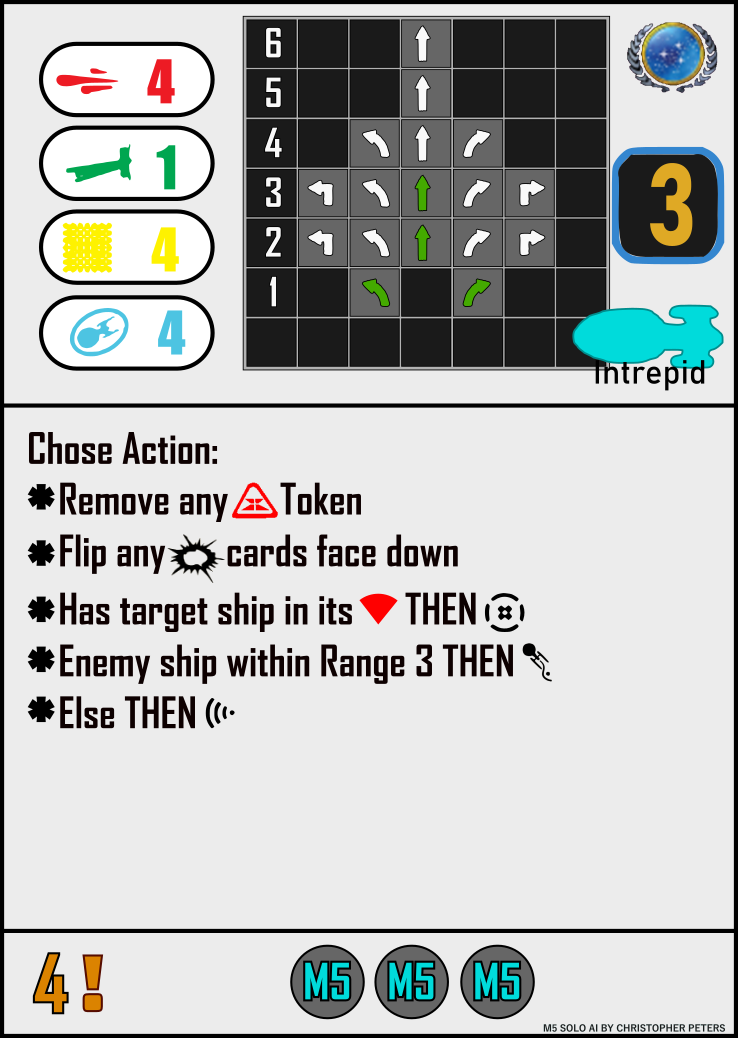 4
1
4
4
6
5
4
3
2
1
3
Intrepid
Chose Action:
Remove any Token
Flip any cards face down
Has target ship in its THEN
Enemy ship within Range 3 THEN
Else THEN
4!
M5 M5 M5
M5 SOLO AI BY CHRISTOPHER PETERS